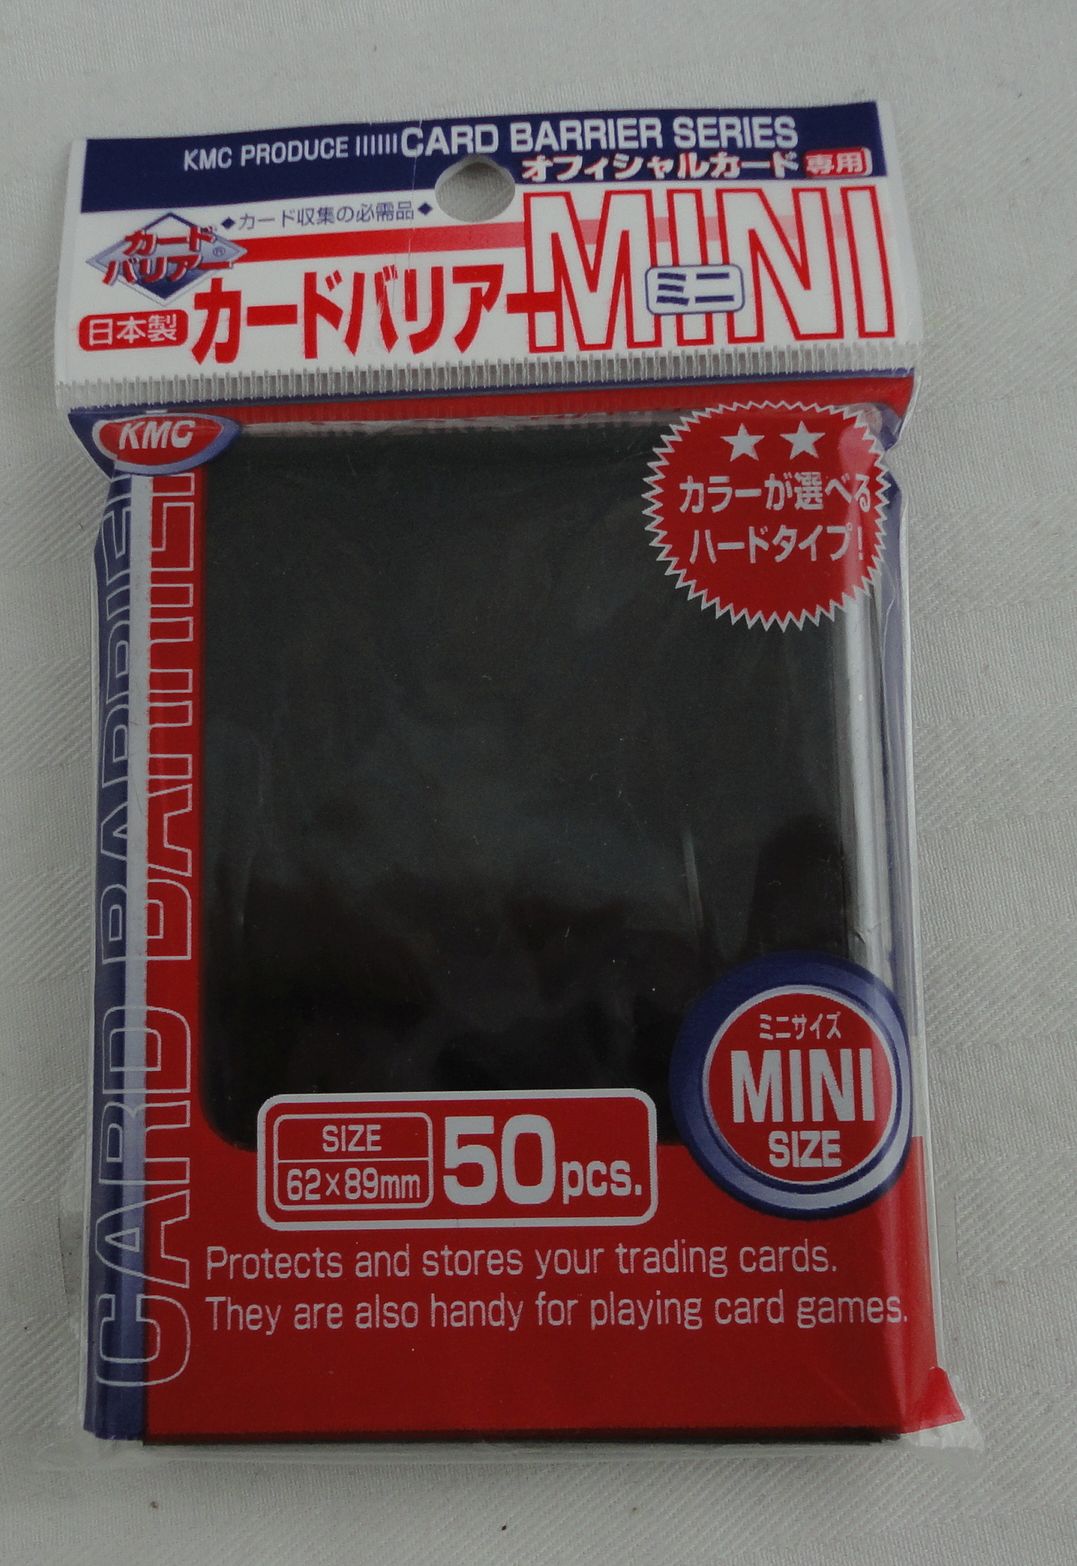 KMC PRODUCE CARD BARRIER SERIES
オフィシャルカード 専用
◆カード収集の必需品◆
カード
バリアー®
日本製
カードバリアー
MINI
ミニ
KMC
★★
カラーが選べる
ハードタイプ!
CARD BARRIER
ミニサイズ
MINI
SIZE
SIZE
62×89mm
50pcs.
Protects and stores your trading cards.
They are also handy for playing card games.